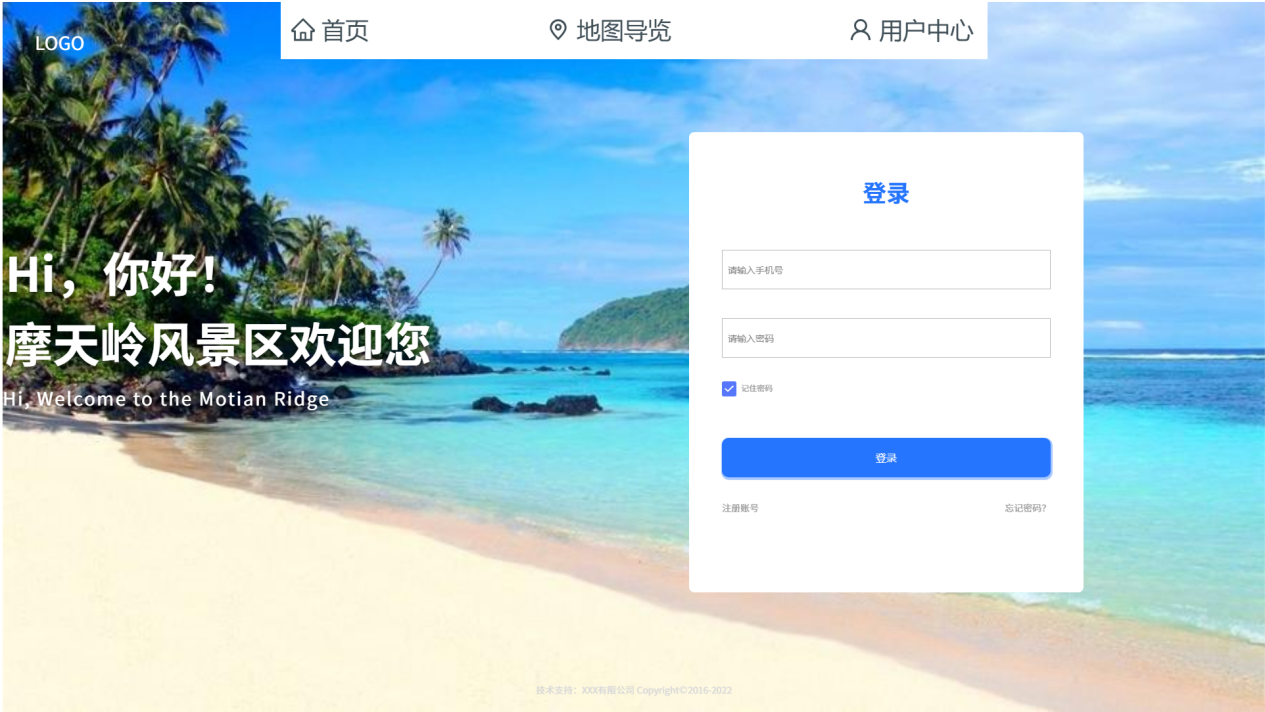 LOGO
首页
地图导览
用户中心
Hi，你好！
摩天岭风景区欢迎您
Hi, Welcome to the Motian Ridge
登录
请输入手机号
请输入密码
记住密码
登录
注册账号
忘记密码?
技术支持：XXX有限公司 Copyright©2016-2022